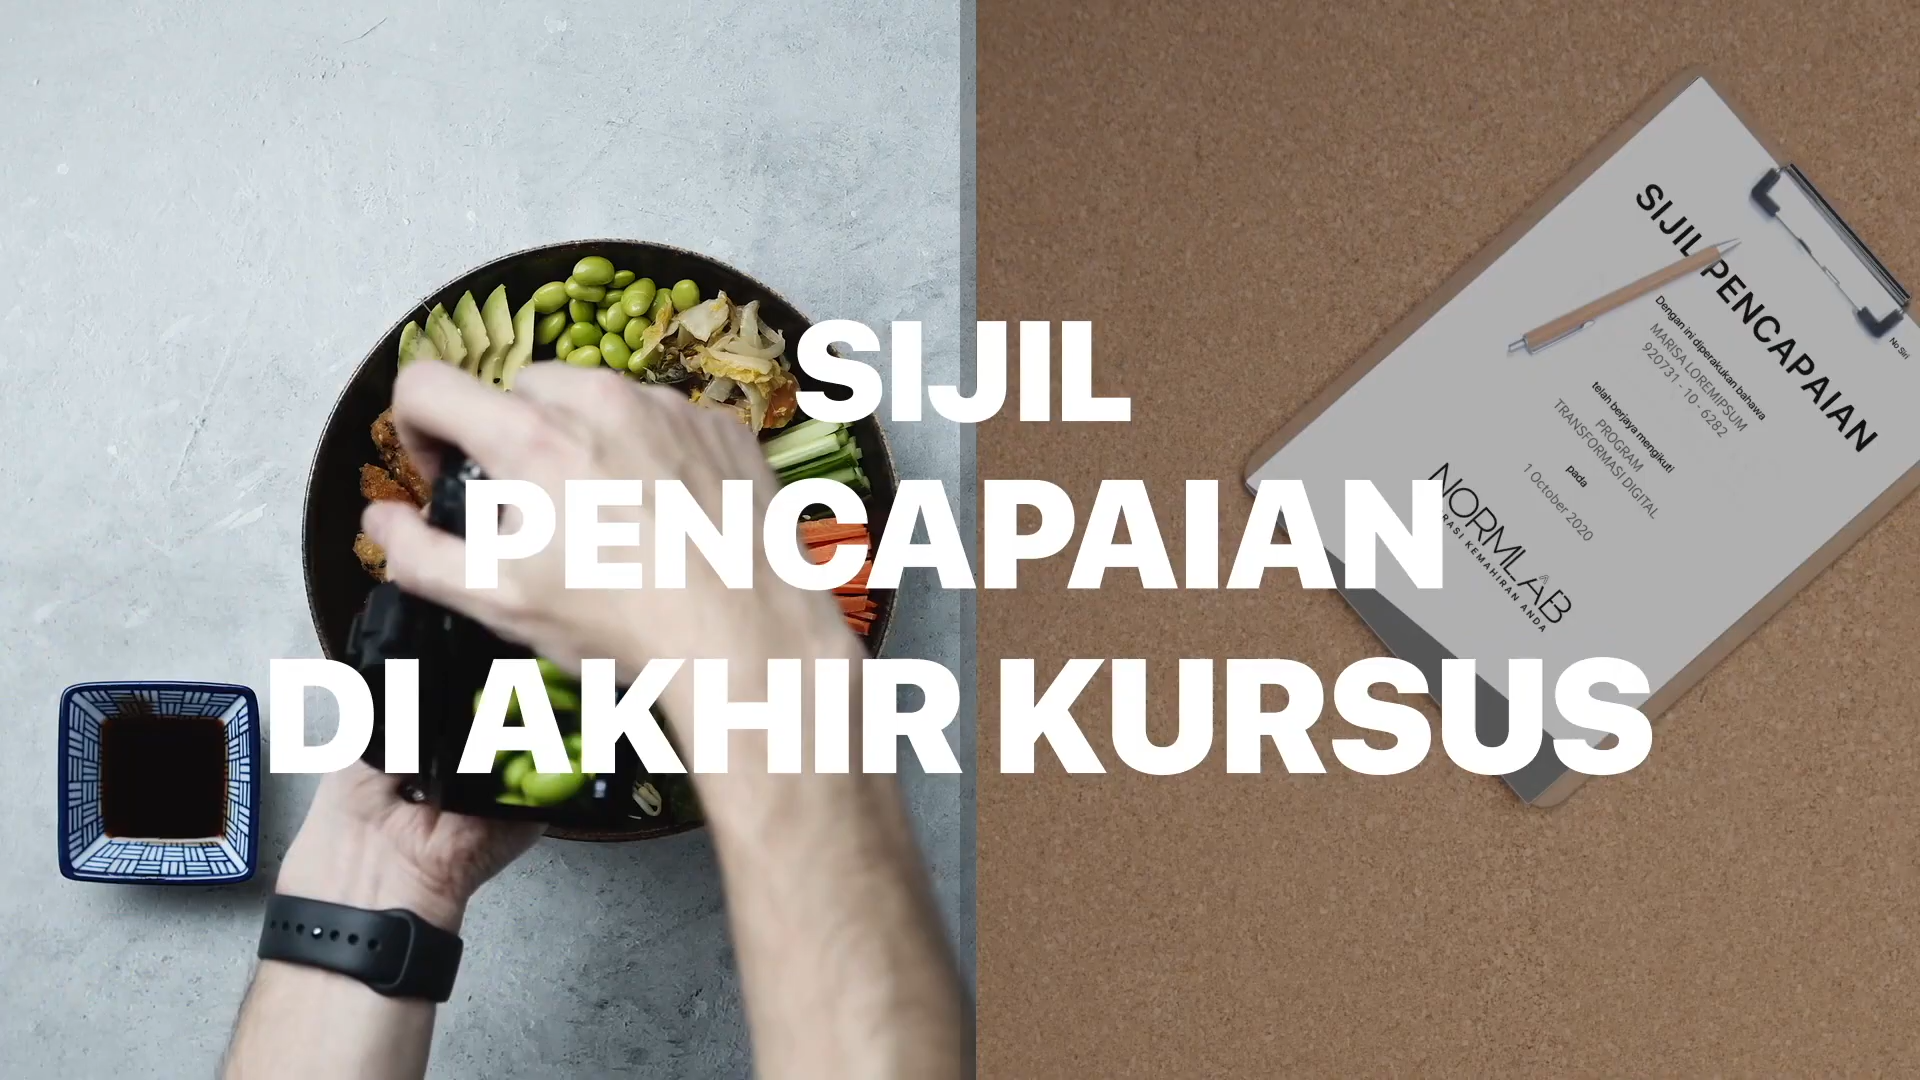 SIJIL
PENCAPAIAN
DI AKHIR KURSUS
No Siri
SIJIL PENCAPAIAN
Dengan ini diperakukan bahawa
MARISA LOREMIPSUM
920731 - 10 - 6282
telah berjaya mengikuti
PROGRAM
TRANSFORMASI DIGITAL
pada
1 October 2020
NORMLAB
KEMAHIRAN ANDA